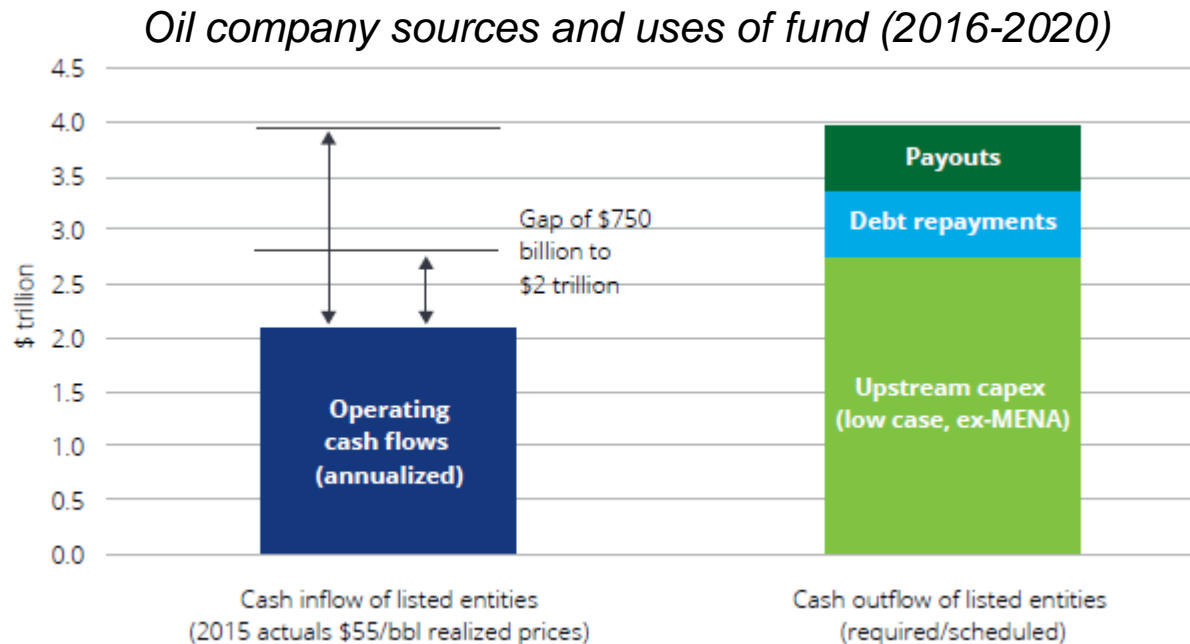 Oil company sources and uses of fund (2016-2020)
4.5
4.0
3.5
3.0
2.5
2.0
1.5
1.0
0.5
0.0
$ trillion
Gap of $750
billion to
$2 trillion
Operating
cash flows
(annualized)
Payouts
Debt repayments
Upstream capex
(low case, ex-MENA)
Cash inflow of listed entities
(2015 actuals $55/bbl realized prices)
Cash outflow of listed entities
(required/scheduled)